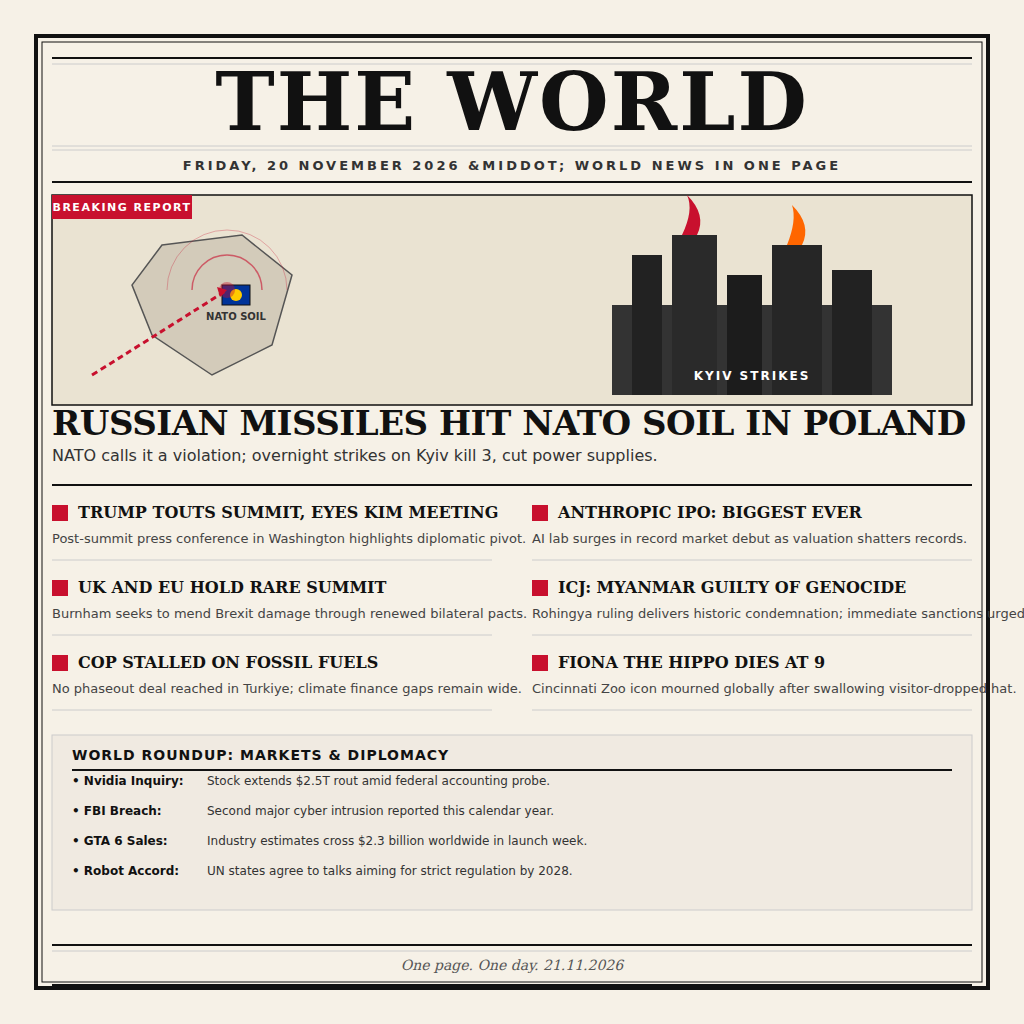 THE WORLD
FRIDAY, 20 NOVEMBER 2026 &MIDDOT; WORLD NEWS IN ONE PAGE
BREAKING REPORT
NATO SOIL
KYIV STRIKES
RUSSIAN MISSILES HIT NATO SOIL IN POLAND
NATO calls it a violation; overnight strikes on Kyiv kill 3, cut power supplies.
TRUMP TOUTS SUMMIT, EYES KIM MEETING
Post-summit press conference in Washington highlights diplomatic pivot.
ANTHROPIC IPO: BIGGEST EVER
AI lab surges in record market debut as valuation shatters records.
UK AND EU HOLD RARE SUMMIT
Burnham seeks to mend Brexit damage through renewed bilateral pacts.
ICJ: MYANMAR GUILTY OF GENOCIDE
Rohingya ruling delivers historic condemnation; immediate sanctions urged
COP STALLED ON FOSSIL FUELS
No phaseout deal reached in Turkiye; climate finance gaps remain wide.
FIONA THE HIPPO DIES AT 9
Cincinnati Zoo icon mourned globally after swallowing visitor-dropped hat.
WORLD ROUNDUP: MARKETS & DIPLOMACY
• Nvidia Inquiry: Stock extends $2.5T rout amid federal accounting probe.
• FBI Breach: Second major cyber intrusion reported this calendar year.
• GTA 6 Sales: Industry estimates cross $2.3 billion worldwide in launch week.
• Robot Accord: UN states agree to talks aiming for strict regulation by 2028.
One page. One day. 21.11.2026